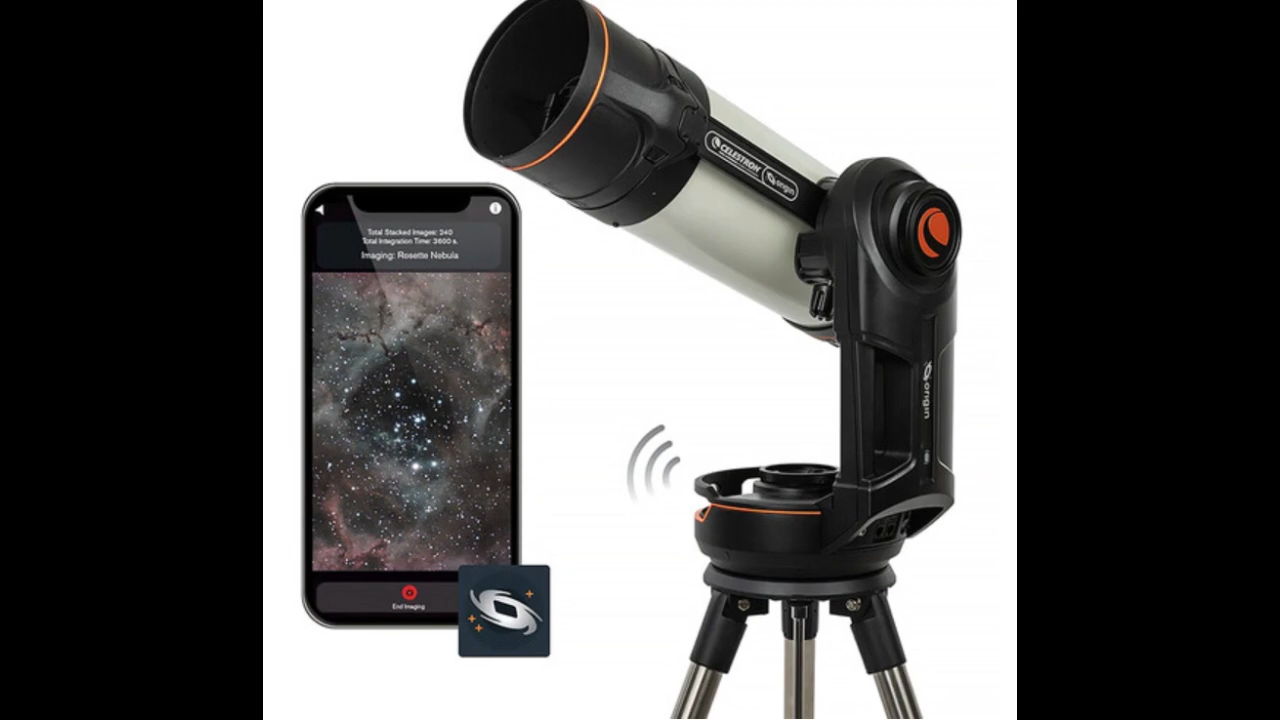 Total Stacked Images: 240
Total Integration Time: 3600 s.
Imaging: Rosette Nebula
End Imaging
CELESTRON origin
origin